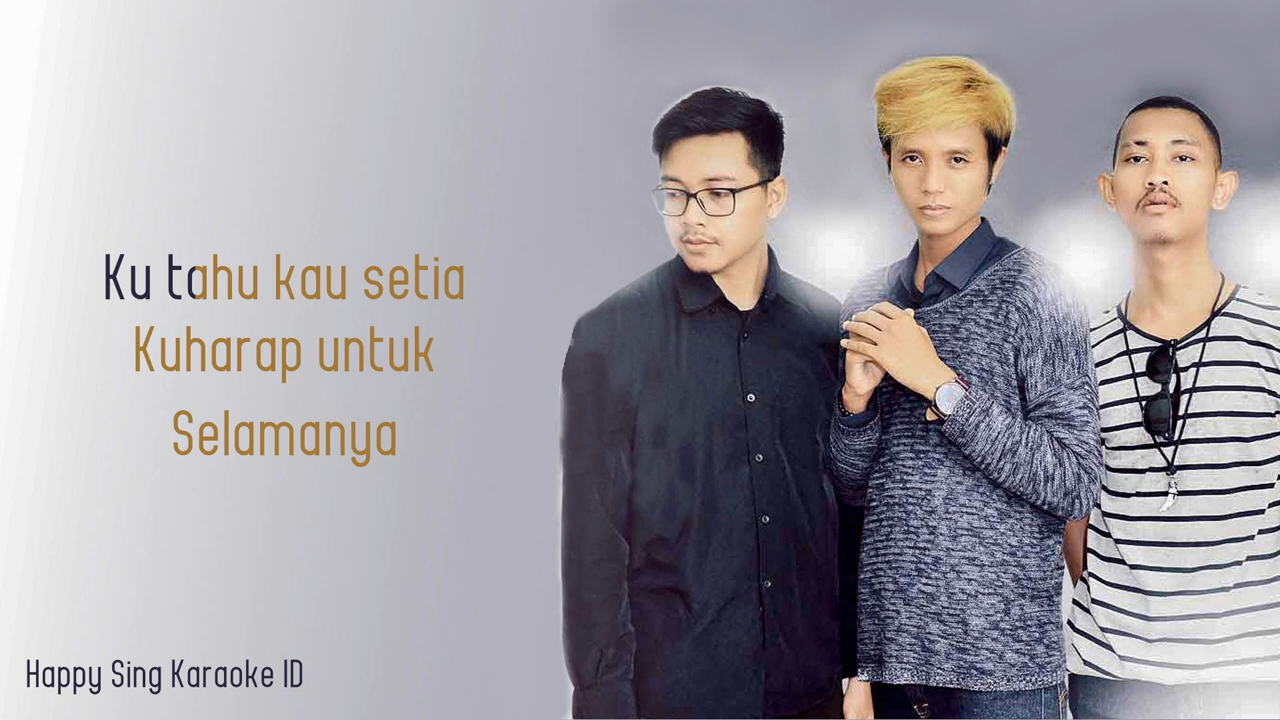 Ku tahu kau setia
Kuharap untuk
Selamanya
Happy Sing Karaoke ID